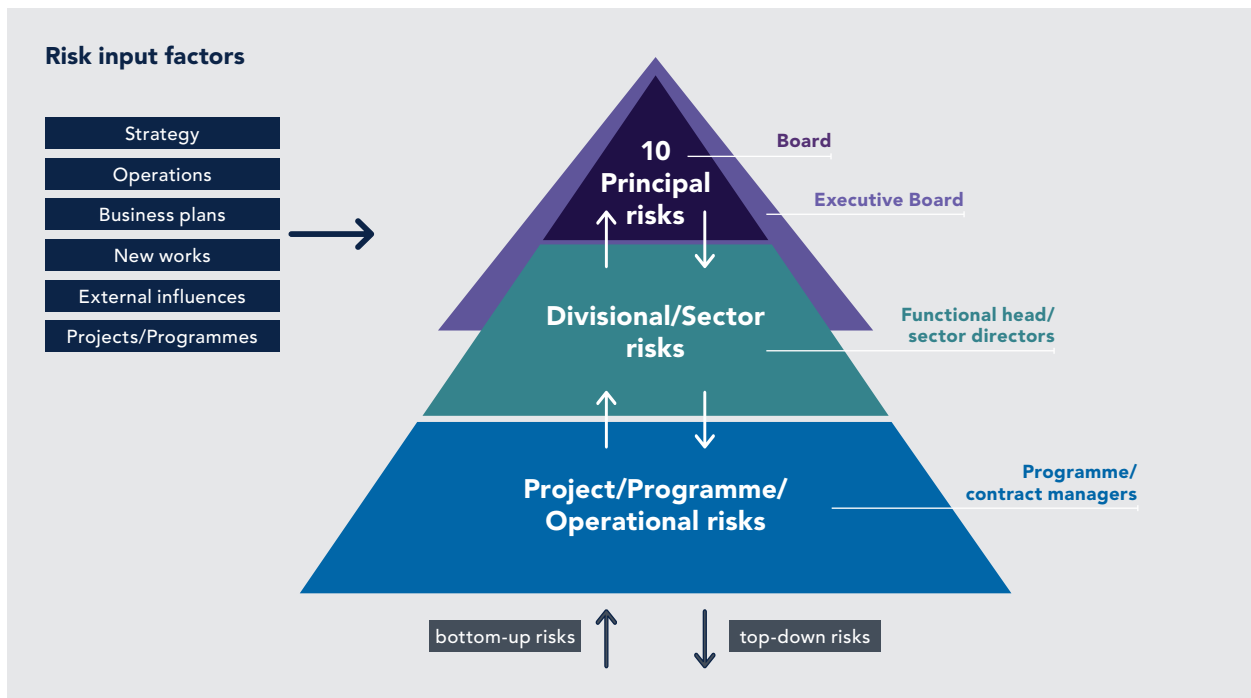 Risk input factors
Strategy
Operations
Business plans
New works
External influences
Projects/Programmes
10
Principal
risks
Board
Executive Board
Divisional/Sector
risks
Functional head/
sector directors
Project/Programme/
Operational risks
Programme/
contract managers
bottom-up risks
top-down risks